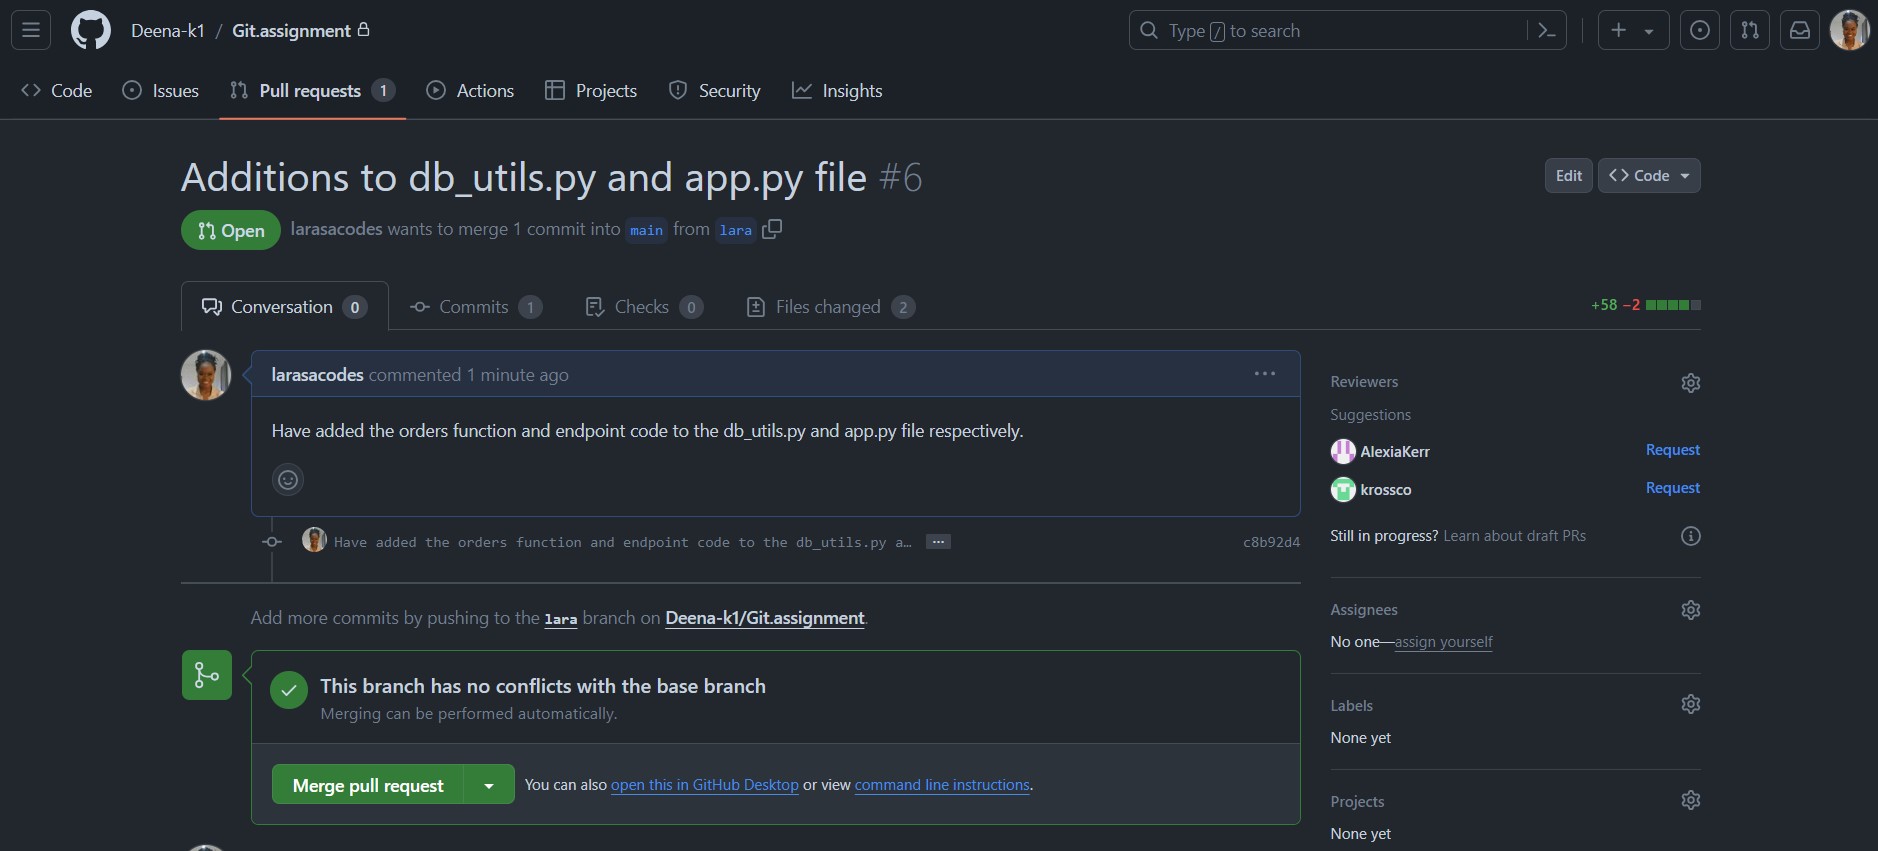 Deena-k1 / Git.assignment
Type / to search
Code
Issues
Pull requests 1
Actions
Projects
Security
Insights
Additions to db_utils.py and app.py file #6
Edit
Code
Open
larasacodes wants to merge 1 commit into main from lara
Conversation 0
Commits 1
Checks 0
Files changed 2
+58 −2
larasacodes commented 1 minute ago
Have added the orders function and endpoint code to the db_utils.py and app.py file respectively.
Have added the orders function and endpoint code to the db_utils.py a…
c8b92d4
Add more commits by pushing to the lara branch on Deena-k1/Git.assignment.
This branch has no conflicts with the base branch
Merging can be performed automatically.
Merge pull request
You can also open this in GitHub Desktop or view command line instructions.
Reviewers
Suggestions
AlexiaKerr
Request
krossco
Request
Still in progress? Learn about draft PRs
Assignees
No one—assign yourself
Labels
None yet
Projects
None yet